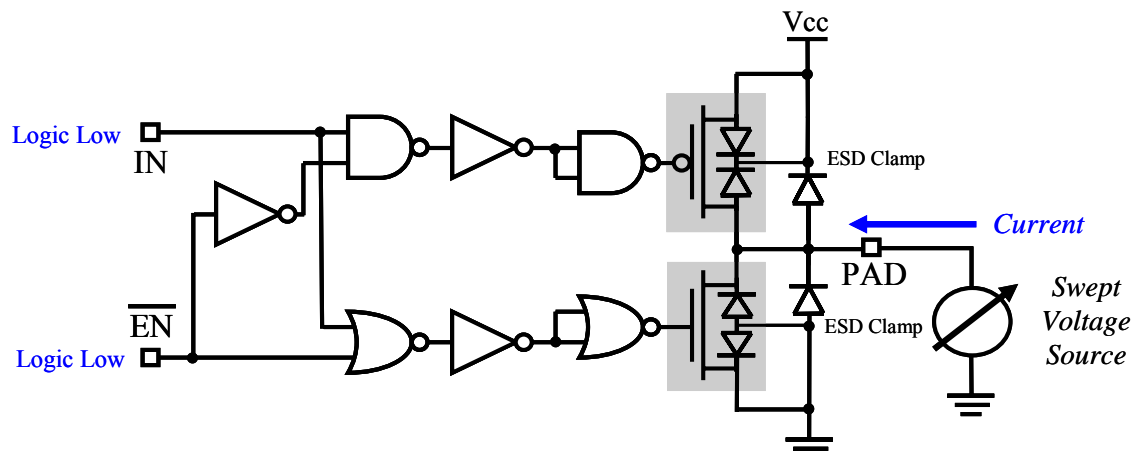 Vcc
Logic Low
IN
ESD Clamp
Current
PAD
EN
ESD Clamp
Logic Low
Swept
Voltage
Source